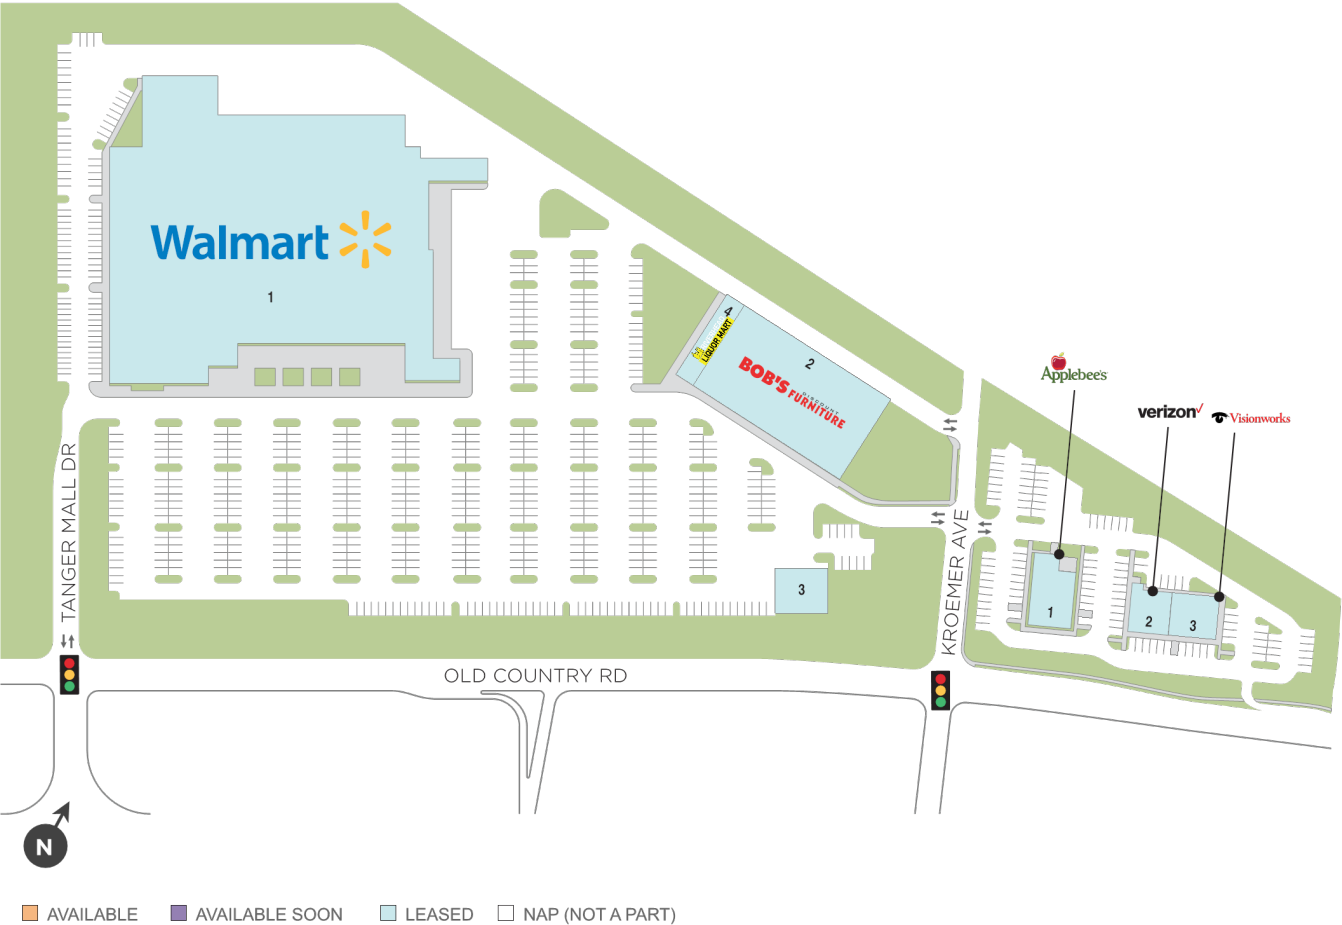 Walmart
1
4
LIQUOR MART
2
BOB'S
DISCOUNT
FURNITURE
Applebee's
verizon
Visionworks
TANGER MALL DR
KROEMER AVE
3
1
2
3
OLD COUNTRY RD
N
AVAILABLE
AVAILABLE SOON
LEASED
NAP (NOT A PART)